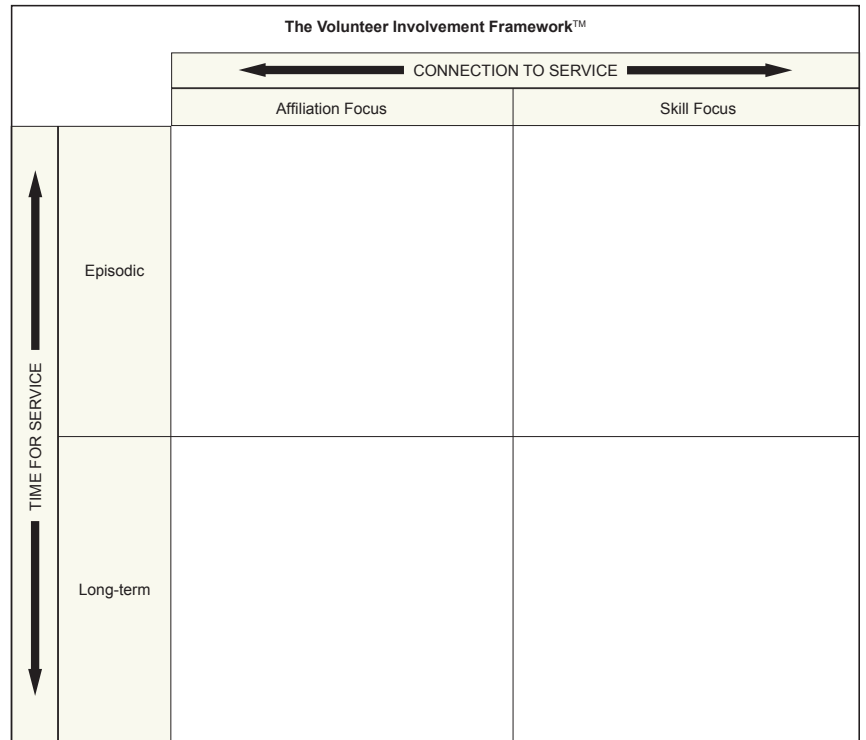 The Volunteer Involvement Framework™
CONNECTION TO SERVICE
Affiliation Focus
Skill Focus
TIME FOR SERVICE
Episodic
Long-term